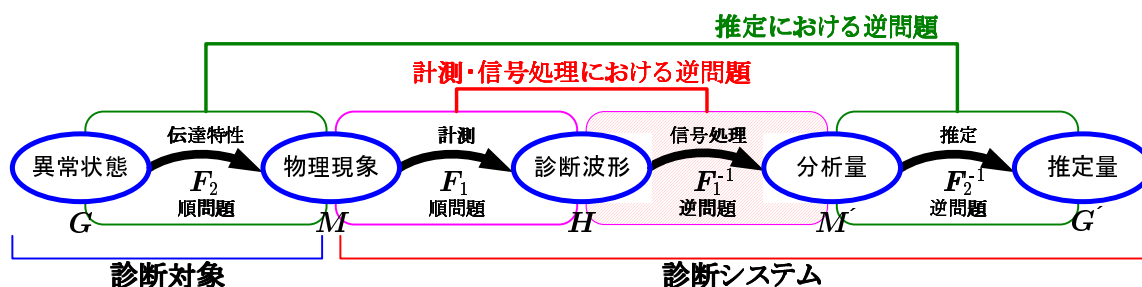 推定における逆問題
計測・信号処理における逆問題
伝達特性
計測
信号処理
推定
異常状態
物理現象
診断波形
分析量
推定量
F₂
F₁
F₁⁻¹
F₂⁻¹
順問題
順問題
逆問題
逆問題
G
M
H
M´
G´
診断対象
診断システム